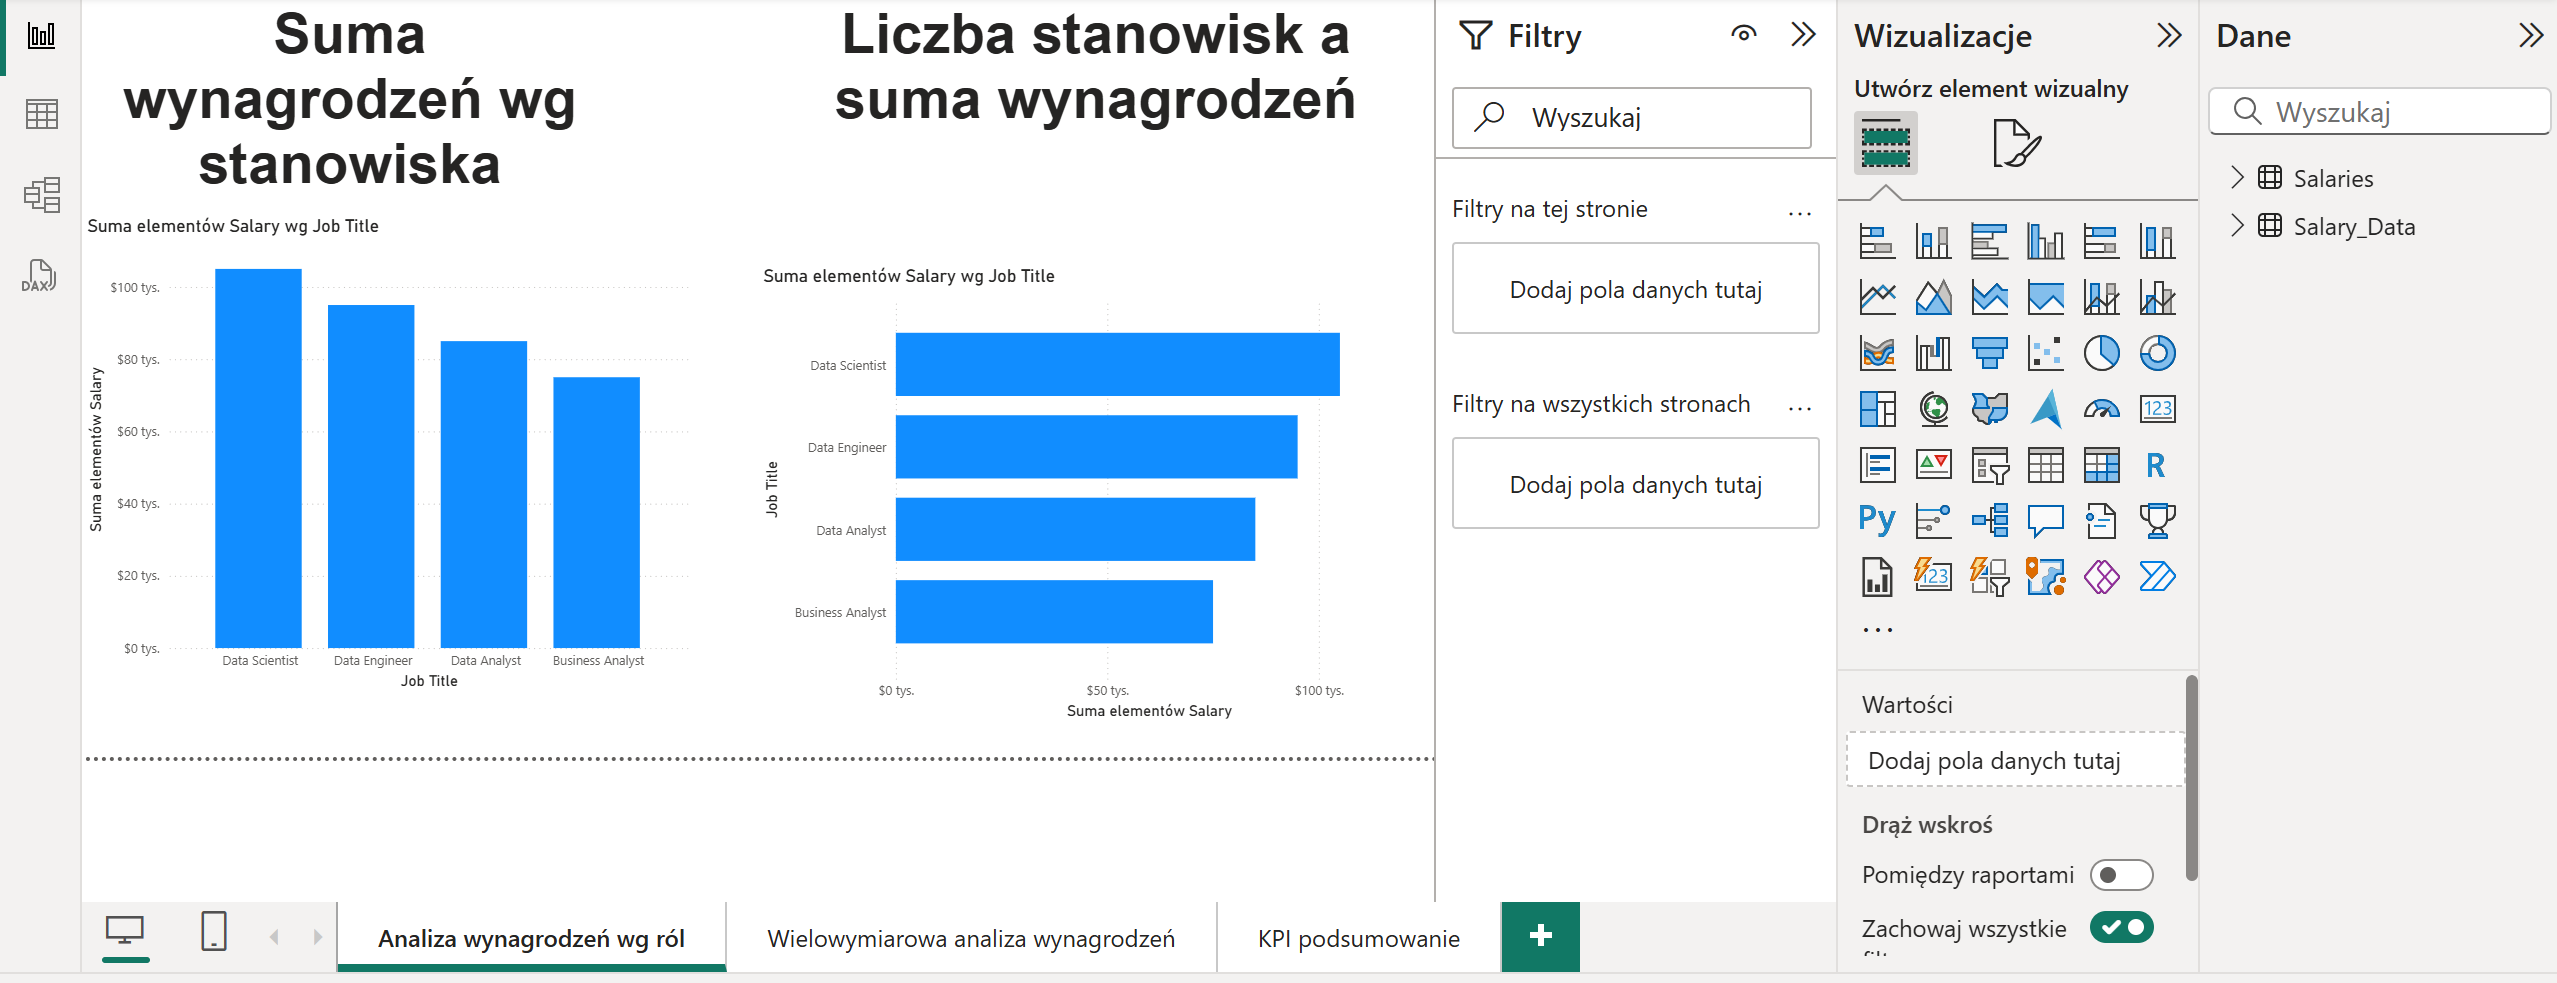 Suma
wynagrodzeń wg
stanowiska
Suma elementów Salary wg Job Title
$100 tys.
$80 tys.
$60 tys.
$40 tys.
$20 tys.
$0 tys.
Suma elementów Salary
Data Scientist
Data Engineer
Data Analyst
Business Analyst
Job Title
Liczba stanowisk a
suma wynagrodzeń
Suma elementów Salary wg Job Title
Job Title
Data Scientist
Data Engineer
Data Analyst
Business Analyst
$0 tys.
$50 tys.
$100 tys.
Suma elementów Salary
DAX
Analiza wynagrodzeń wg ról
Wielowymiarowa analiza wynagrodzeń
KPI podsumowanie
Filtry
Wyszukaj
Filtry na tej stronie
Dodaj pola danych tutaj
Filtry na wszystkich stronach
Dodaj pola danych tutaj
Wizualizacje
Utwórz element wizualny
123
R
Py
123
Wartości
Dodaj pola danych tutaj
Drąż wskroś
Pomiędzy raportami
Zachowaj wszystkie
Dane
Wyszukaj
Salaries
Salary_Data